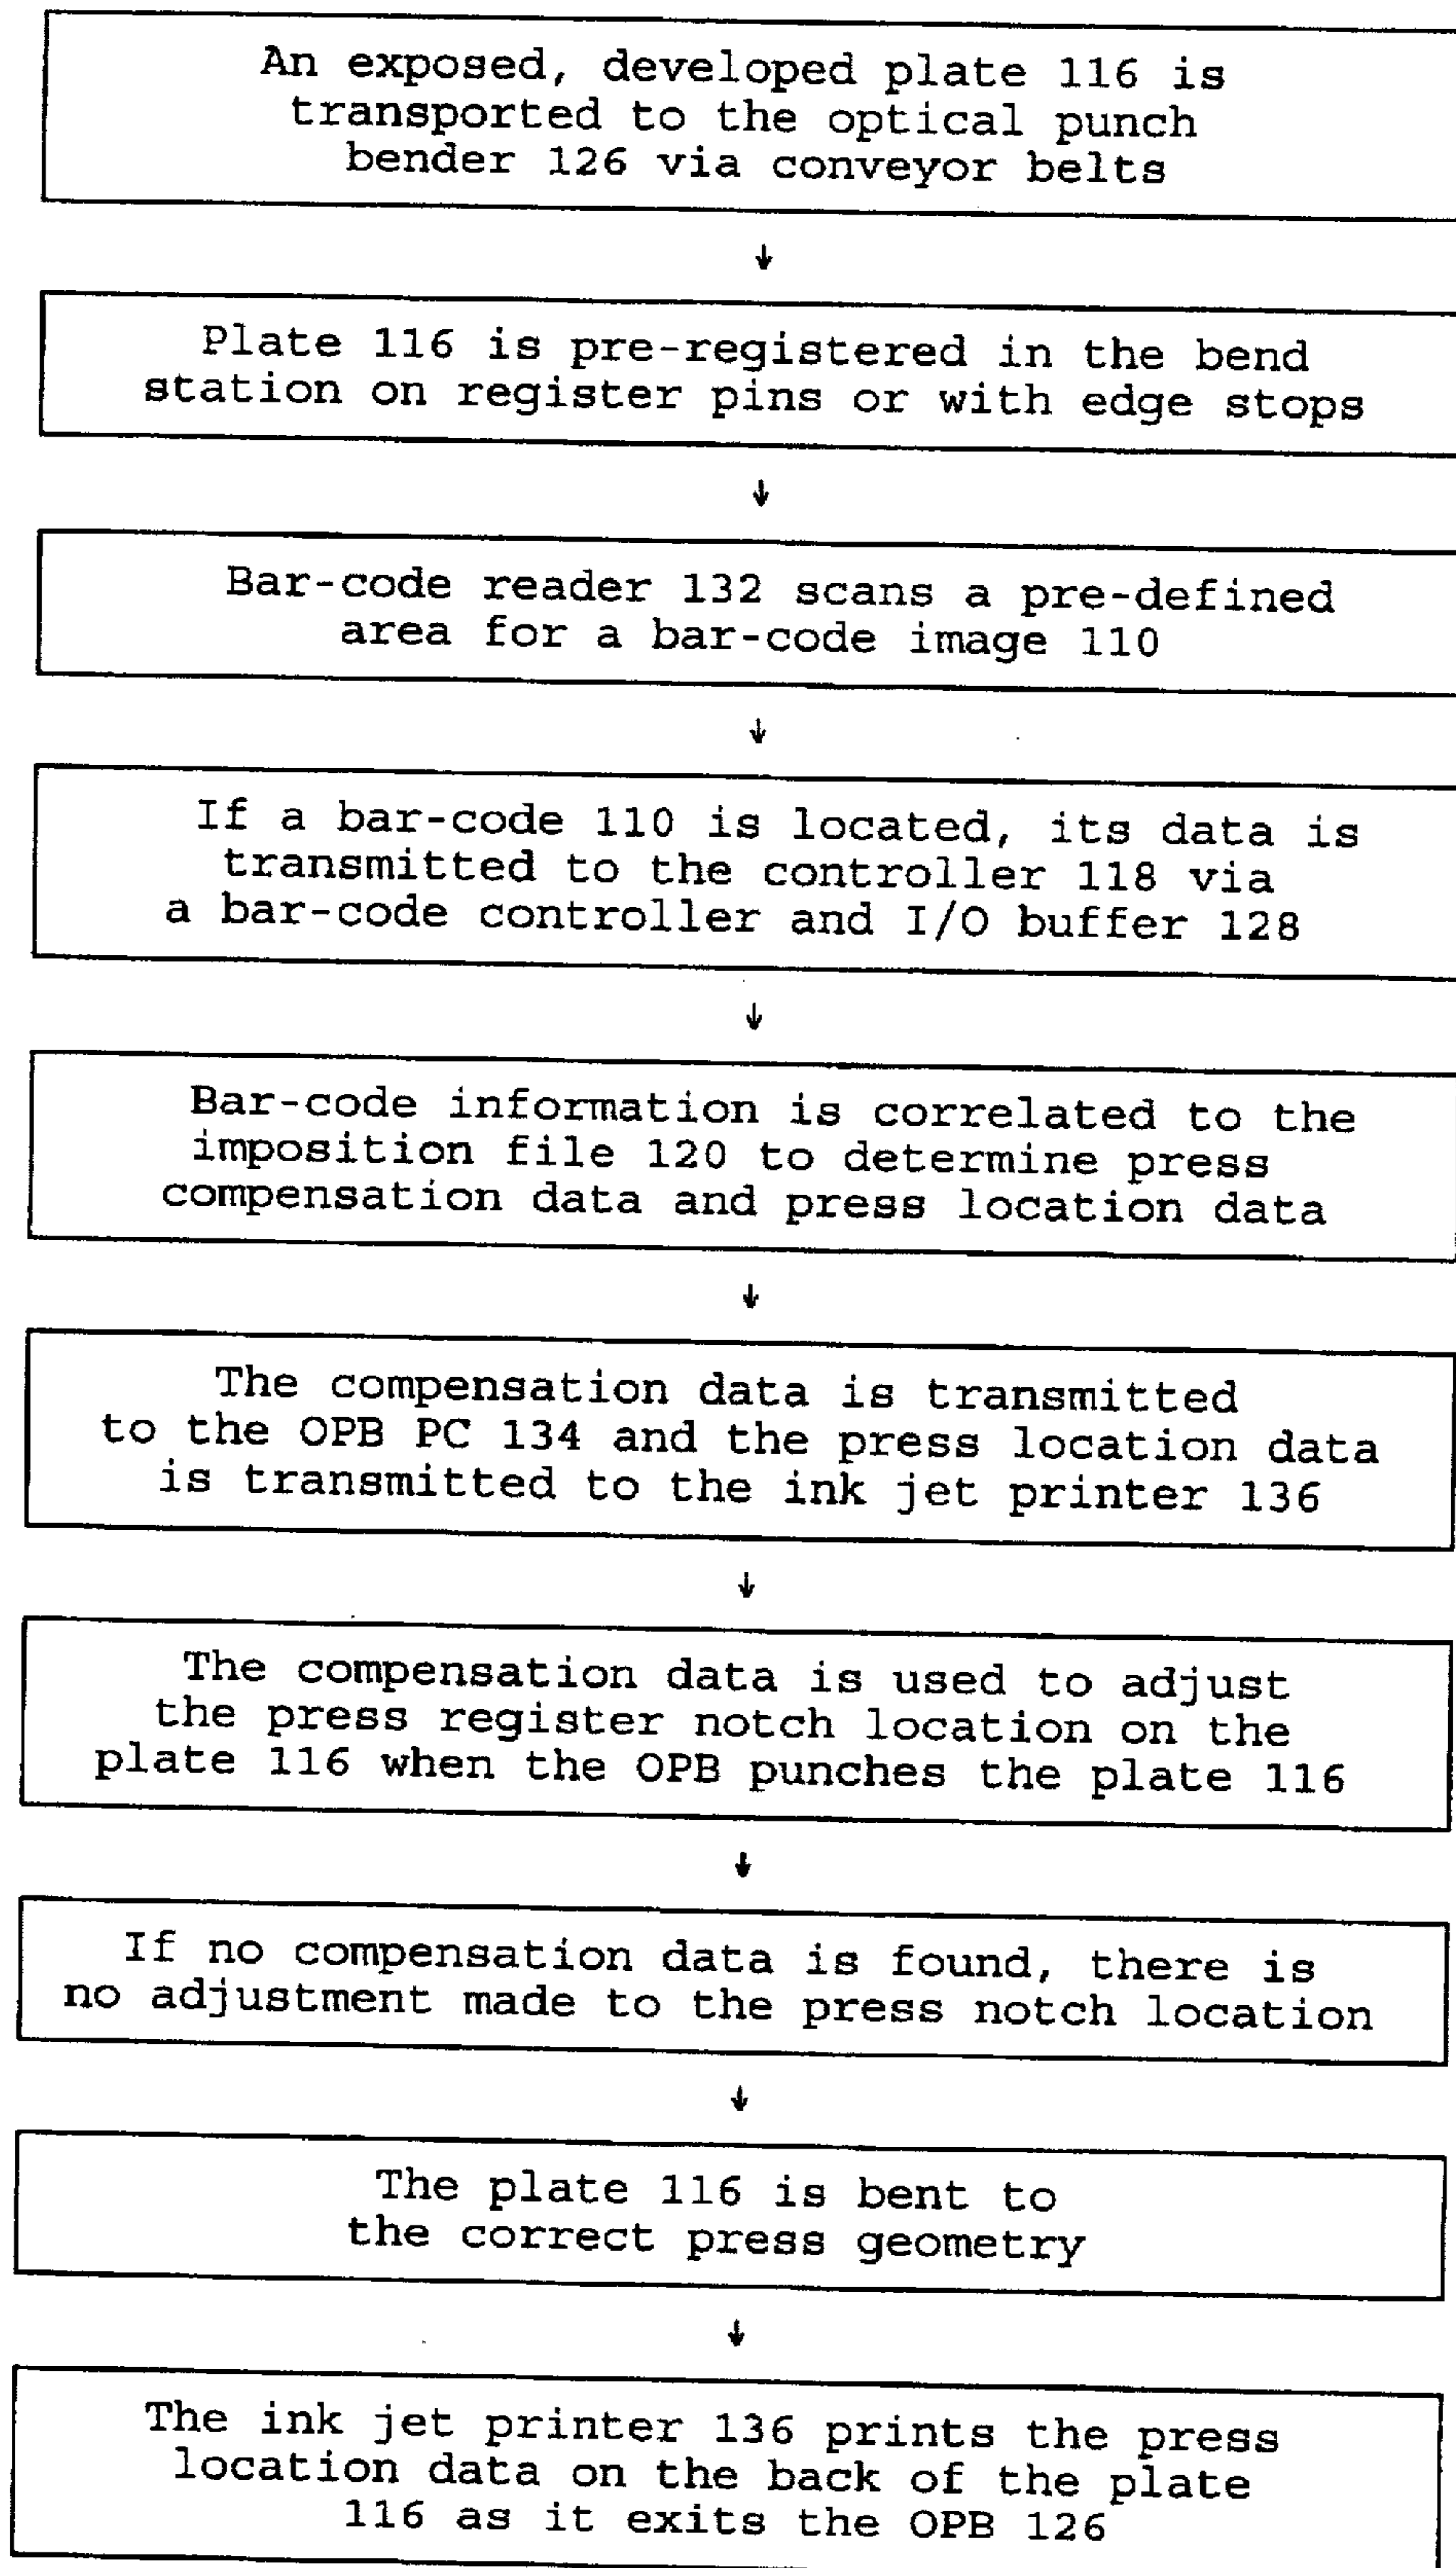 An exposed, developed plate 116 is
transported to the optical punch
bender 126 via conveyor belts
↓
Plate 116 is pre-registered in the bend
station on register pins or with edge stops
↓
Bar-code reader 132 scans a pre-defined
area for a bar-code image 110
↓
If a bar-code 110 is located, its data is
transmitted to the controller 118 via
a bar-code controller and I/O buffer 128
↓
Bar-code information is correlated to the
imposition file 120 to determine press
compensation data and press location data
↓
The compensation data is transmitted
to the OPB PC 134 and the press location data
is transmitted to the ink jet printer 136
↓
The compensation data is used to adjust
the press register notch location on the
plate 116 when the OPB punches the plate 116
↓
If no compensation data is found, there is
no adjustment made to the press notch location
↓
The plate 116 is bent to
the correct press geometry
↓
The ink jet printer 136 prints the press
location data on the back of the plate
116 as it exits the OPB 126